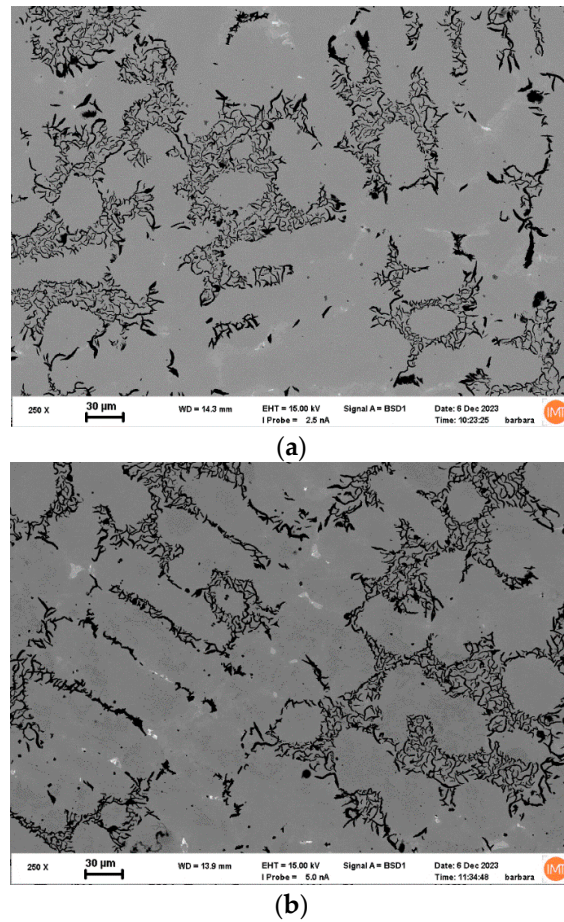 250 X 30 µm WD = 14.3 mm EHT = 15.00 kV Signal A = BSD1 Date: 6 Dec 2023
I Probe = 2.5 nA Time: 10:23:25 barbara IMT
(a)
250 X 30 µm WD = 13.9 mm EHT = 15.00 kV Signal A = BSD1 Date: 6 Dec 2023
I Probe = 5.0 nA Time: 11:34:48 barbara IMT
(b)